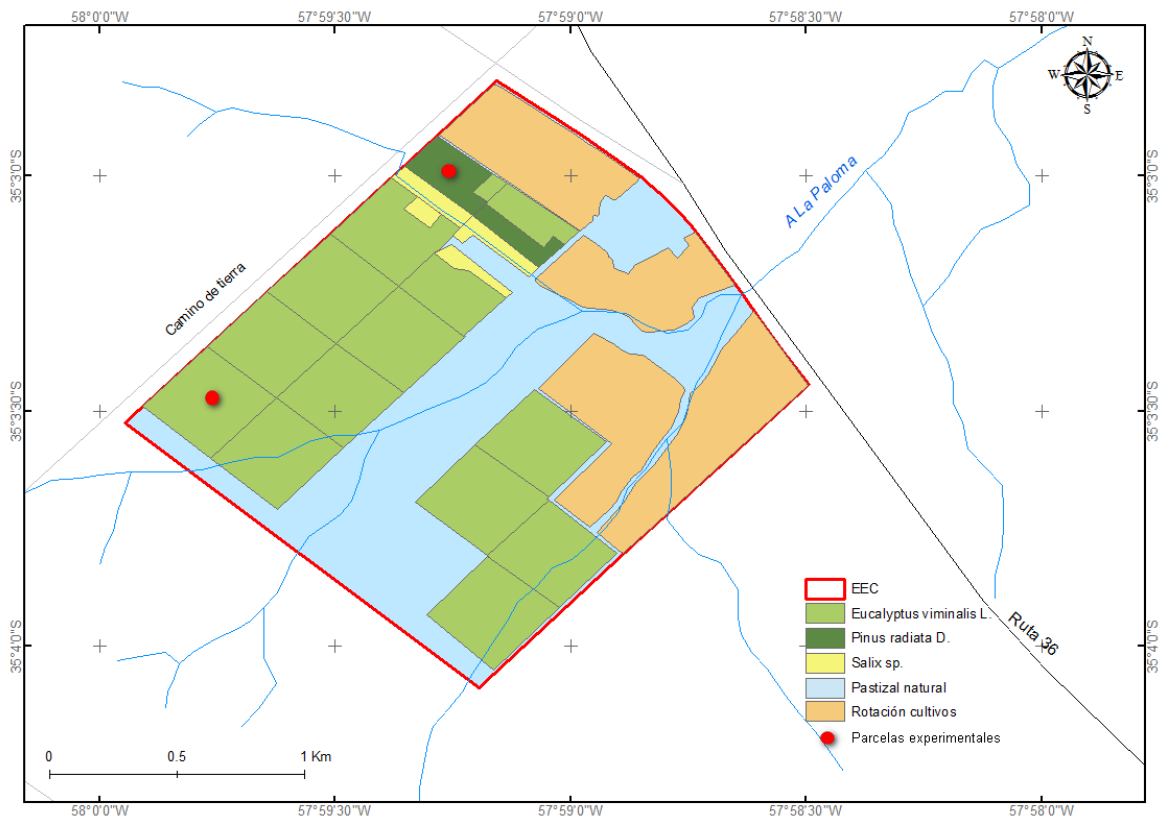 58°0'0"W 57°59'30"W 57°59'0"W 57°58'30"W 57°58'0"W
N
W E
S
A La Paloma
35°3'0"S 35°3'0"S
Camino de tierra
35°3'30"S 35°3'30"S
EEC
Eucalyptus viminalis L.
Ruta 36
Pinus radiata D.
35°4'0"S 35°4'0"S
Salix sp.
Pastizal natural
Rotación cultivos
Parcelas experimentales
0 0.5 1 Km
58°0'0"W 57°59'30"W 57°59'0"W 57°58'30"W 57°58'0"W